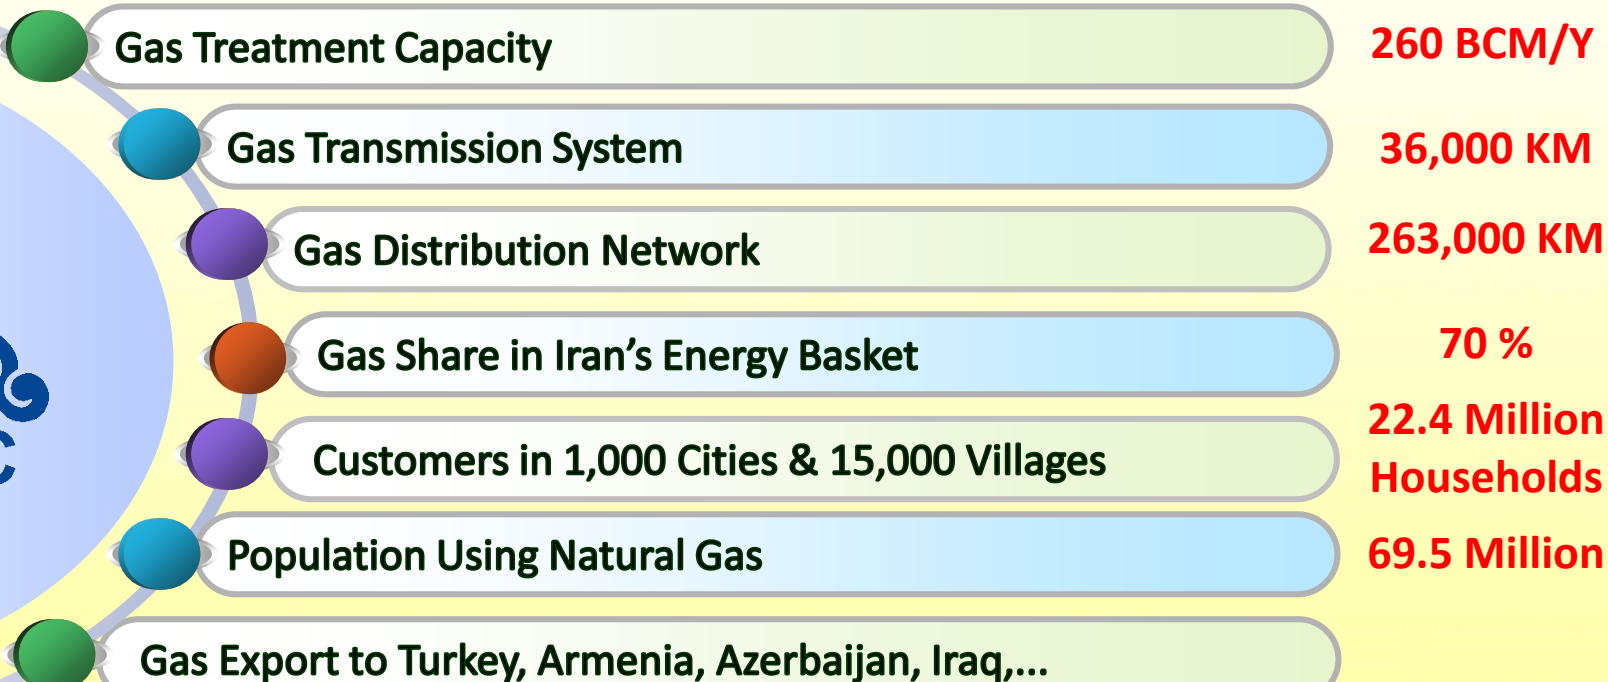 Gas Treatment Capacity 260 BCM/Y
Gas Transmission System 36,000 KM
Gas Distribution Network 263,000 KM
Gas Share in Iran’s Energy Basket 70 %
Customers in 1,000 Cities & 15,000 Villages 22.4 Million
Households
Population Using Natural Gas 69.5 Million
Gas Export to Turkey, Armenia, Azerbaijan, Iraq,...